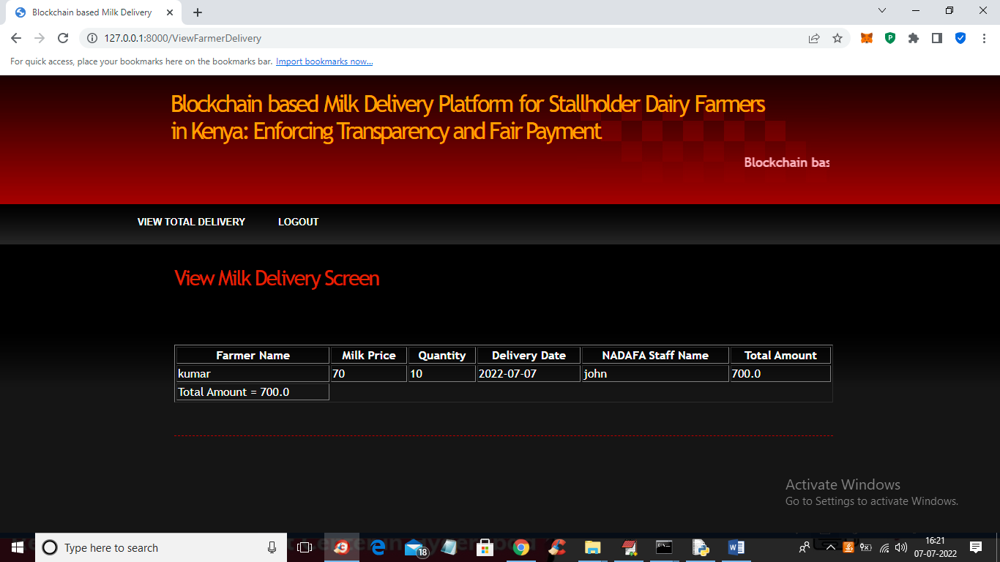 Blockchain based Milk Delivery
127.0.0.1:8000/ViewFarmerDelivery
For quick access, place your bookmarks here on the bookmarks bar. Import bookmarks now...
Blockchain based Milk Delivery Platform for Stallholder Dairy Farmers
in Kenya: Enforcing Transparency and Fair Payment
Blockchain bas
VIEW TOTAL DELIVERY LOGOUT
View Milk Delivery Screen
Farmer Name Milk Price Quantity Delivery Date NADAFA Staff Name Total Amount
kumar 70 10 2022-07-07 john 700.0
Total Amount = 700.0
Activate Windows
Go to Settings to activate Windows.
Type here to search
18
16:21
07-07-2022